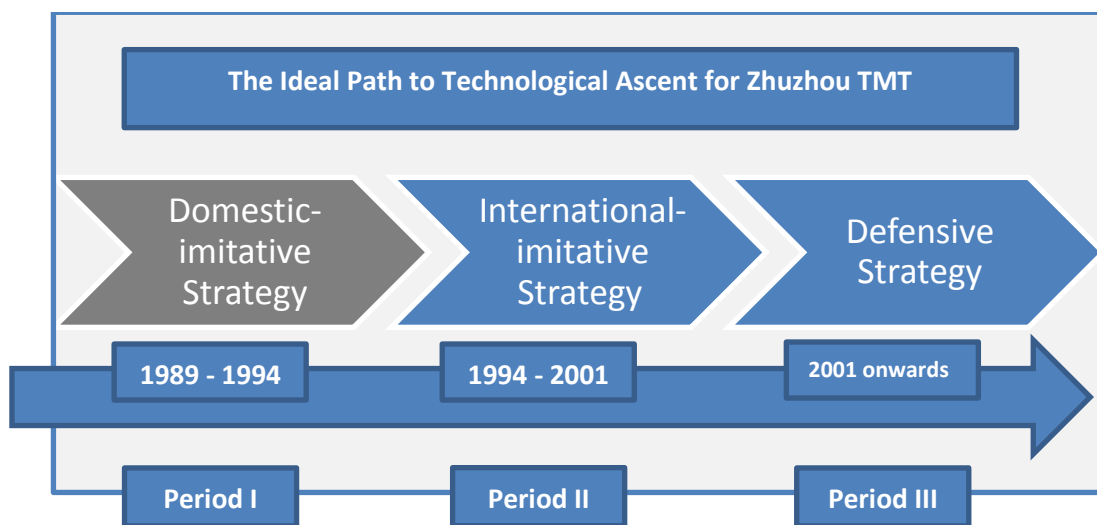 The Ideal Path to Technological Ascent for Zhuzhou TMT
Domestic-
imitative
Strategy
International-
imitative
Strategy
Defensive
Strategy
1989 - 1994
1994 - 2001
2001 onwards
Period I
Period II
Period III